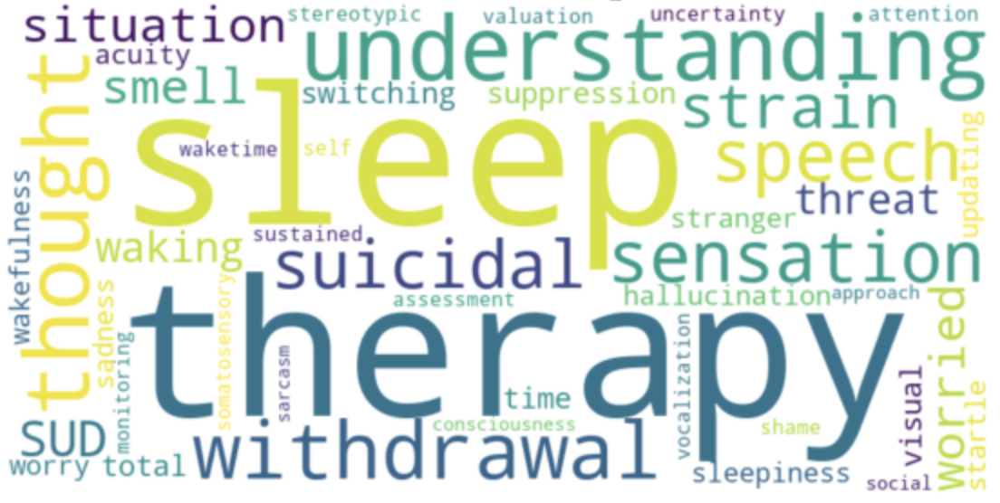 situation
stereotypic
valuation
uncertainty
attention
acuity
understanding
thought
smell
switching
suppression
strain
sleep
waketime
self
speech
updating
wakefulness
threat
stranger
waking
sustained
suicidal
sensation
assessment
hallucination
approach
sadness
somatosensory
therapy
monitoring
sarcasm
time
vocalization
worried
visual
startle
SUD
consciousness
shame
withdrawal
worry
total
sleepiness
social